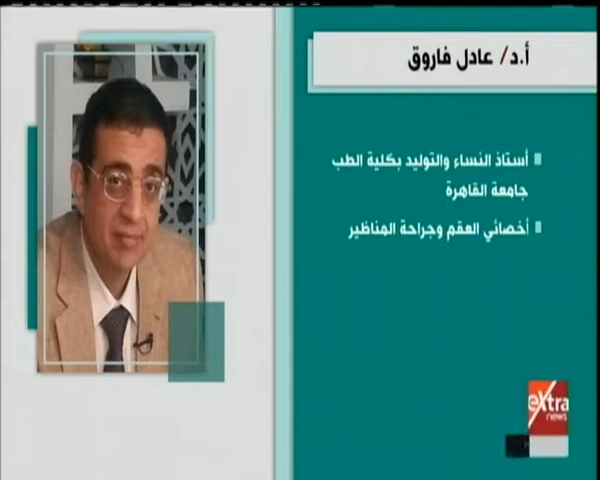 أ.د/ عادل فاروق
أستاذ النساء والتوليد بكلية الطب
جامعة القاهرة
أخصائي العقم وجراحة المناظير
eXtra
news